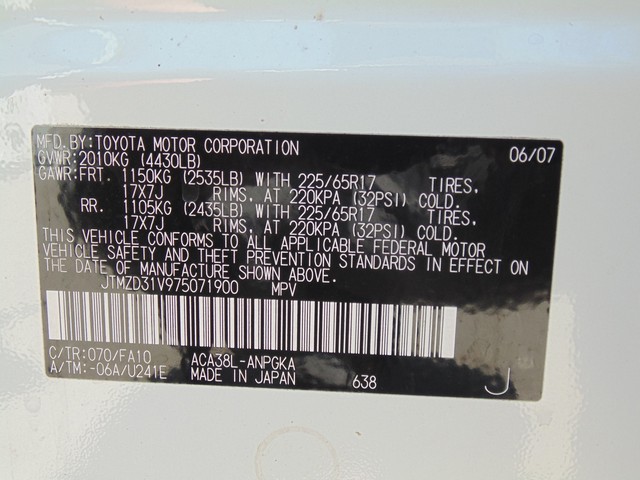 MFD.BY:TOYOTA MOTOR CORPORATION 06/07
GVWR:2010KG (4430LB)
GAWR:FRT. 1150KG (2535LB) WITH 225/65R17 TIRES,
17X7J RIMS, AT 220KPA (32PSI) COLD.
RR. 1105KG (2435LB) WITH 225/65R17 TIRES,
17X7J RIMS, AT 220KPA (32PSI) COLD.
THIS VEHICLE CONFORMS TO ALL APPLICABLE FEDERAL MOTOR
VEHICLE SAFETY AND THEFT PREVENTION STANDARDS IN EFFECT ON
THE DATE OF MANUFACTURE SHOWN ABOVE.
JTMZD31V975071900 MPV
C/TR:070/FA10 ACA38L-ANPGKA
A/TM:-06A/U241E MADE IN JAPAN 638 J